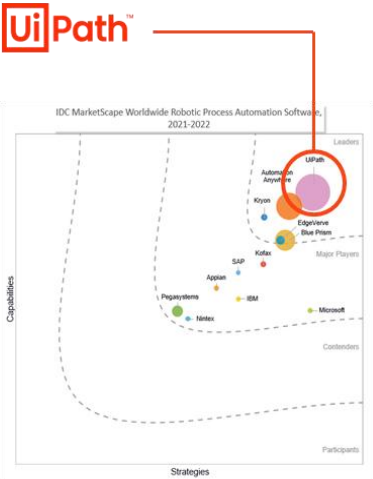 UiPath™
IDC MarketScape Worldwide Robotic Process Automation Software,
2021-2022
Leaders
UiPath
Automation
Anywhere
Kryon
EdgeVerve
Blue Prism
Kofax
Major Players
SAP
Appian
IBM
Pegasystems
Nintex
Microsoft
Contenders
Participants
Capabilities
Strategies